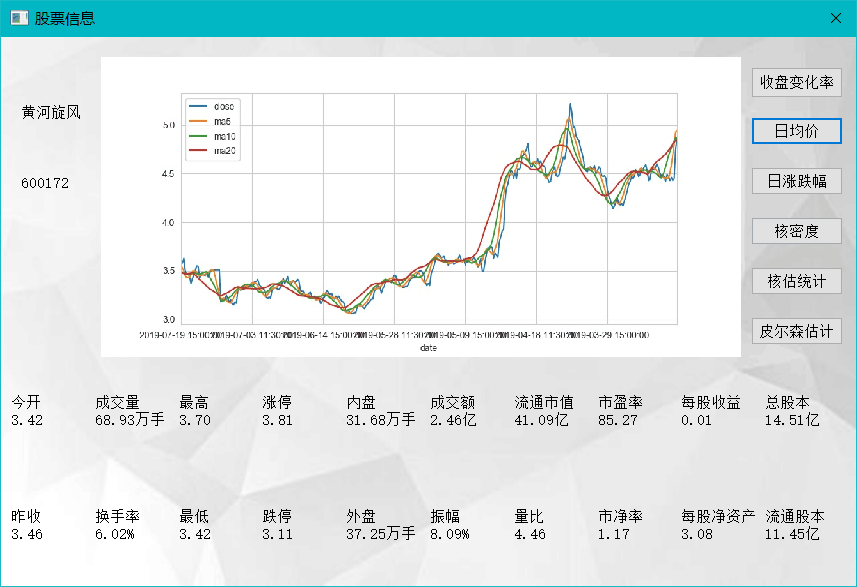 股票信息
黄河旋风
600172
close
ma5
ma10
ma20
5.0
4.5
4.0
3.5
3.0
2019-07-19 15:00:00
2019-07-03 11:30:00
2019-06-14 15:00:00
2019-05-28 11:30:00
2019-05-09 15:00:00
2019-04-18 11:30:00
2019-03-29 15:00:00
date
收盘变化率
日均价
日涨跌幅
核密度
核估统计
皮尔森估计
今开 成交量 最高 涨停 内盘 成交额 流通市值 市盈率 每股收益 总股本
3.42 68.93万手 3.70 3.81 31.68万手 2.46亿 41.09亿 85.27 0.01 14.51亿
昨收 换手率 最低 跌停 外盘 振幅 量比 市净率 每股净资产 流通股本
3.46 6.02% 3.42 3.11 37.25万手 8.09% 4.46 1.17 3.08 11.45亿